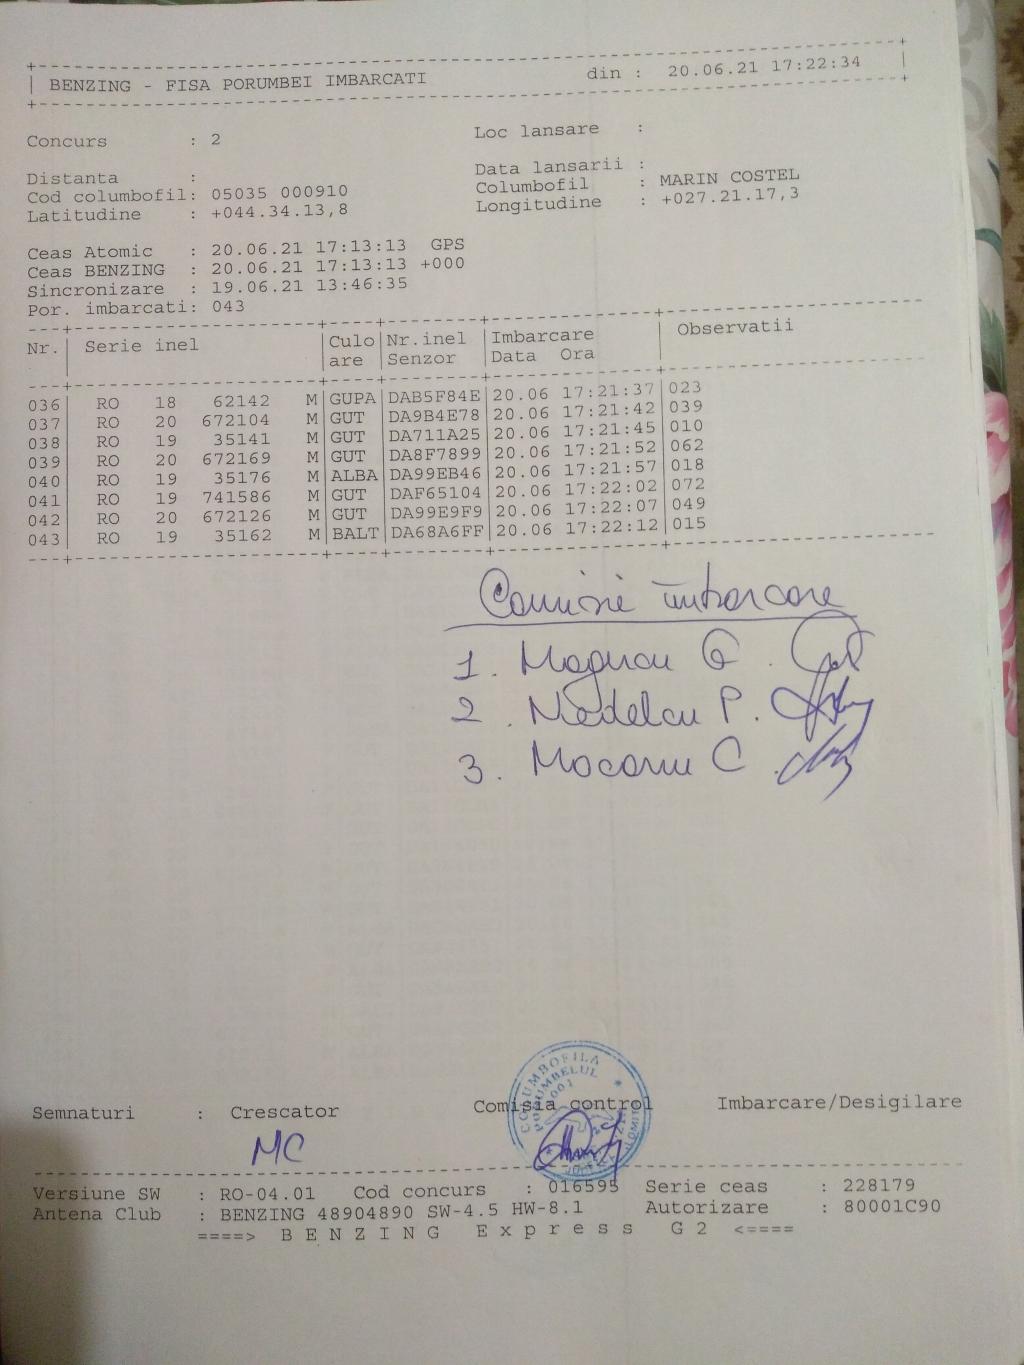 BENZING - FISA PORUMBEI IMBARCATI din : 20.06.21 17:22:34
Concurs : 2 Loc lansare :
Distanta : Data lansarii :
Cod columbofil: 05035 000910 Columbofil : MARIN COSTEL
Latitudine : +044.34.13,8 Longitudine : +027.21.17,3
Ceas Atomic : 20.06.21 17:13:13 GPS
Ceas BENZING : 20.06.21 17:13:13 +000
Sincronizare : 19.06.21 13:46:35
Por. imbarcati: 043
Nr. | Serie inel | Culo | Nr.inel | Imbarcare | Observatii
are | Senzor | Data Ora
036| RO 18 62142 M|GUPA|DAB5F84E|20.06 17:21:37|023
037| RO 20 672104 M|GUT |DA9B4E78|20.06 17:21:42|039
038| RO 19 35141 M|GUT |DA711A25|20.06 17:21:45|010
039| RO 20 672169 M|GUT |DA8F7899|20.06 17:21:52|062
040| RO 19 35176 M|ALBA|DA99EB46|20.06 17:21:57|018
041| RO 19 741586 M|GUT |DAF65104|20.06 17:22:02|072
042| RO 20 672126 M|GUT |DA99E9F9|20.06 17:22:07|049
043| RO 19 35162 M|BALT|DA68A6FF|20.06 17:22:12|015
Comisie îmbarcare
1. Magureau G.
2. Nedelcu P.
3. Mocanu C.
COLUMBOFILA
PORUMBELUL
2001
Semnaturi : Crescator Comisia control Imbarcare/Desigilare
MC
Versiune SW : RO-04.01 Cod concurs : 016595 Serie ceas : 228179
Antena Club : BENZING 48904890 SW-4.5 HW-8.1 Autorizare : 80001C90
====> B E N Z I N G E x p r e s s G 2 <====